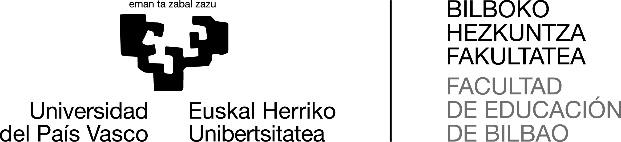 eman ta zabal zazu
Universidad
del País Vasco
Euskal Herriko
Unibertsitatea
BILBOKO
HEZKUNTZA
FAKULTATEA
FACULTAD
DE EDUCACIÓN
DE BILBAO